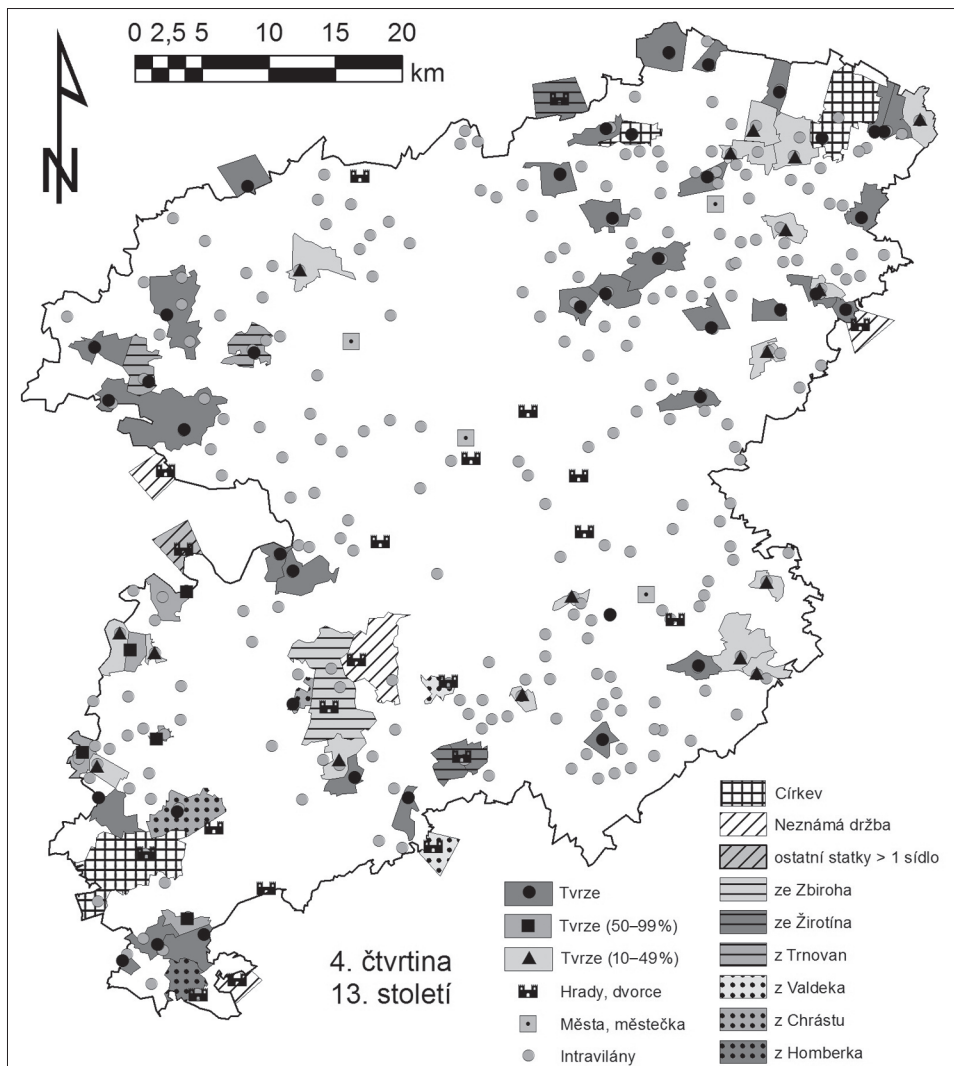 0 2,5 5 10 15 20
km
N
4. čtvrtina
13. století
Tvrze
Tvrze (50–99%)
Tvrze (10–49%)
Hrady, dvorce
Města, městečka
Intravilány
Církev
Neznámá držba
ostatní statky > 1 sídlo
ze Zbiroha
ze Žirotína
z Trnovan
z Valdeka
z Chrástu
z Homberka